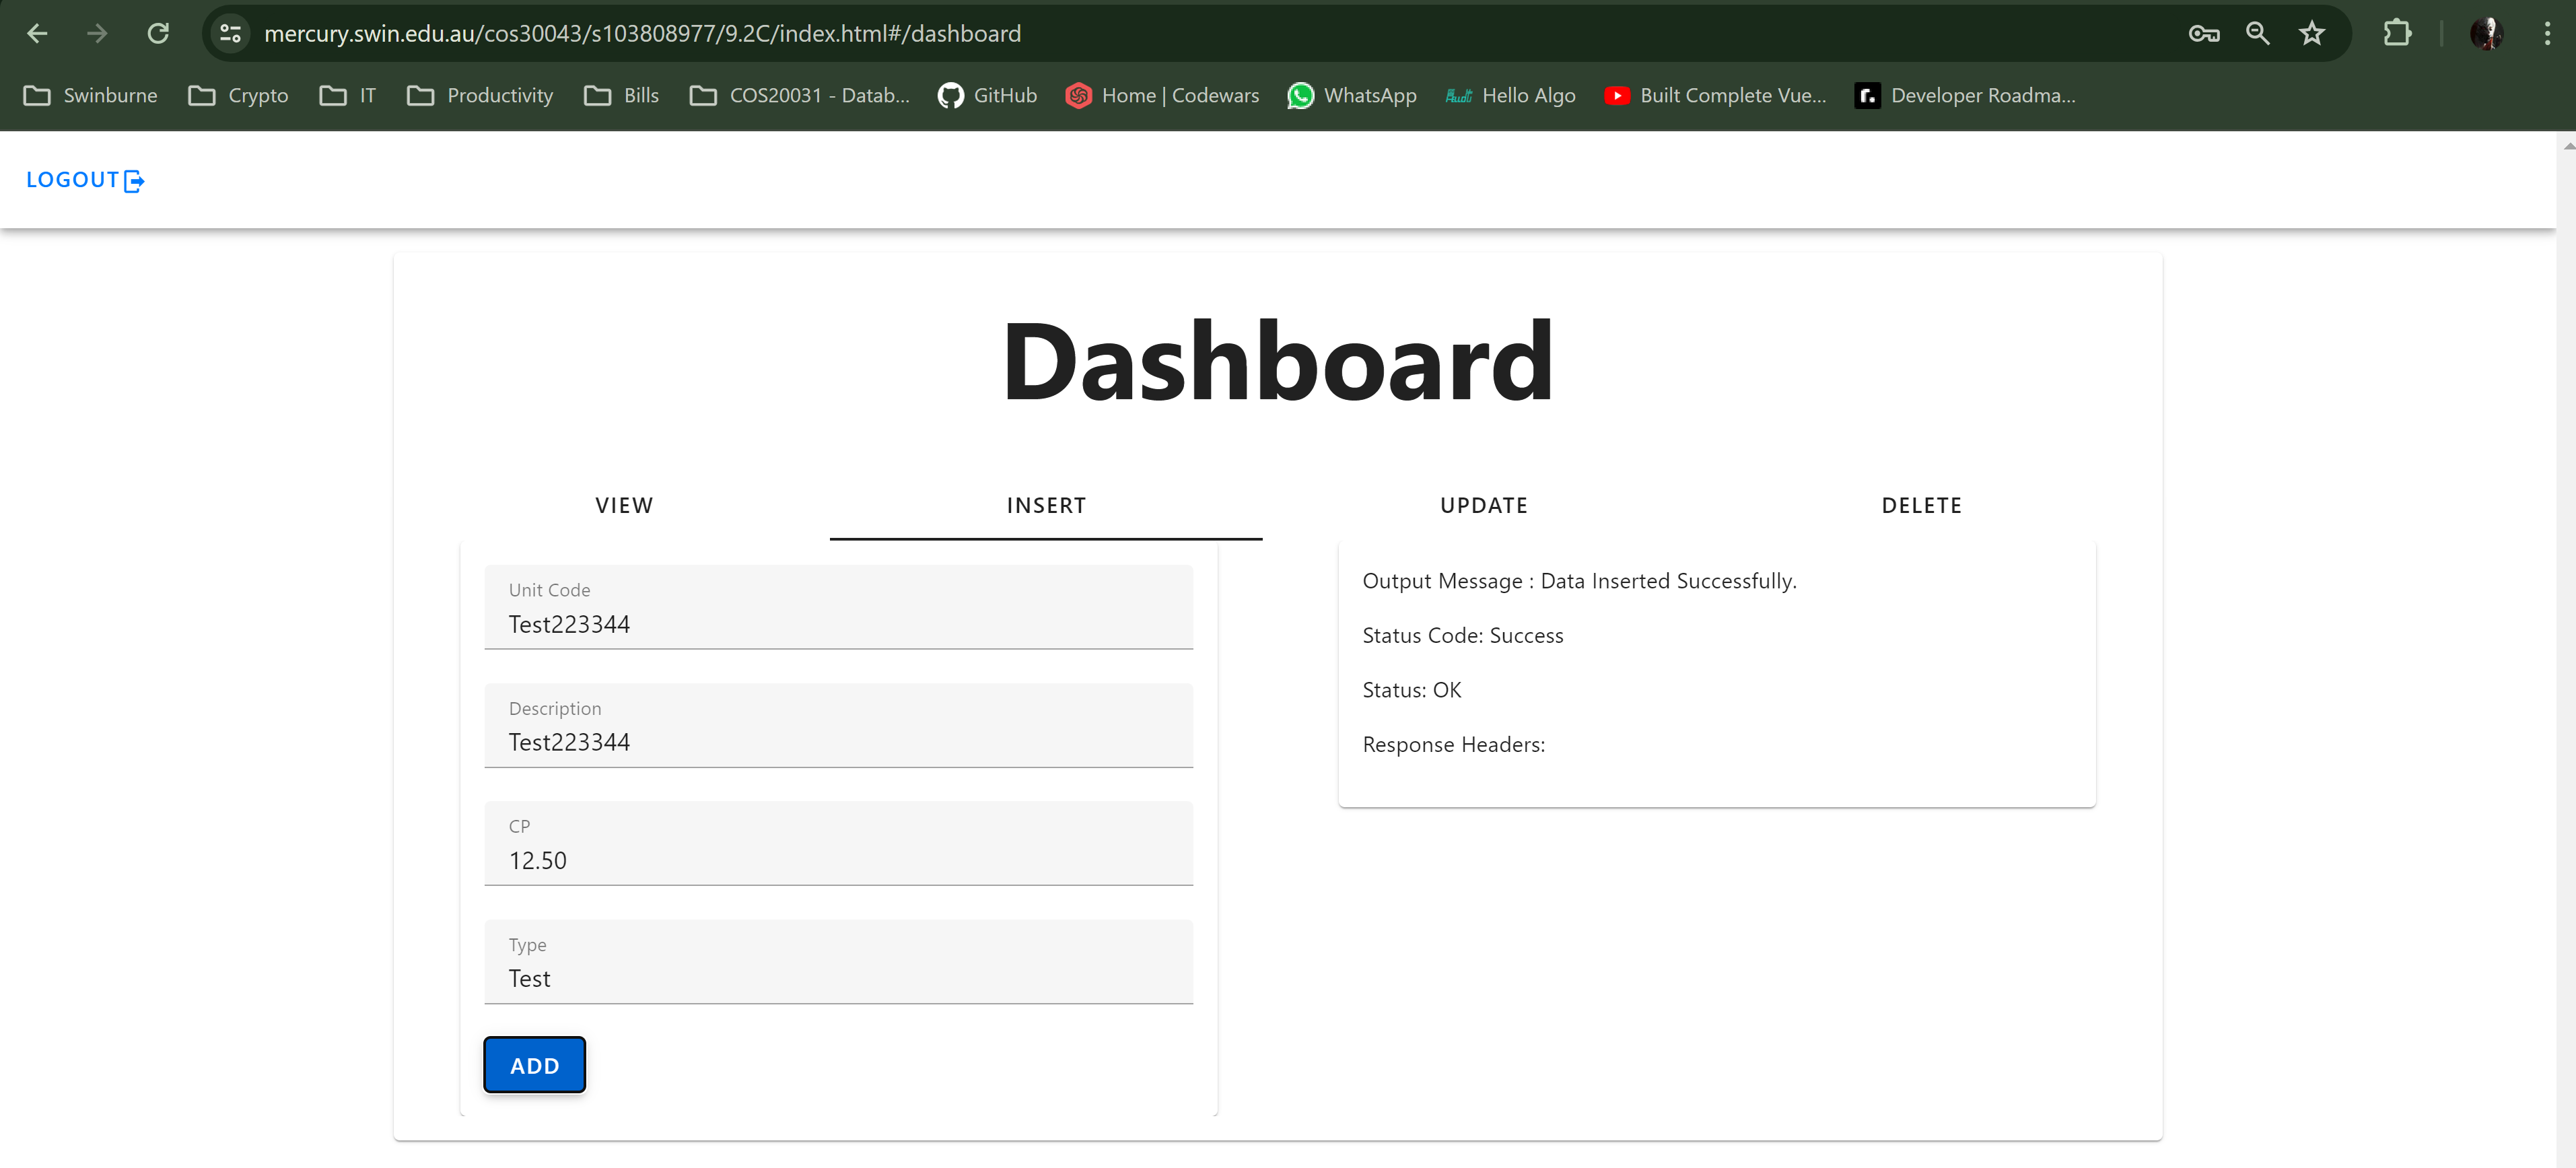 mercury.swin.edu.au/cos30043/s103808977/9.2C/index.html#/dashboard
Swinburne Crypto IT Productivity Bills COS20031 - Datab... GitHub Home | Codewars WhatsApp Hello Algo Built Complete Vue... Developer Roadma...
LOGOUT
Dashboard
VIEW INSERT UPDATE DELETE
Unit Code
Test223344
Description
Test223344
CP
12.50
Type
Test
ADD
Output Message : Data Inserted Successfully.
Status Code: Success
Status: OK
Response Headers: